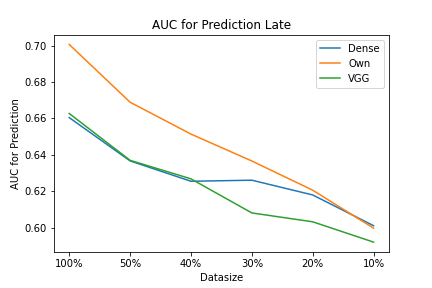 AUC for Prediction Late
Dense
Own
VGG
AUC for Prediction
0.70
0.68
0.66
0.64
0.62
0.60
100% 50% 40% 30% 20% 10%
Datasize